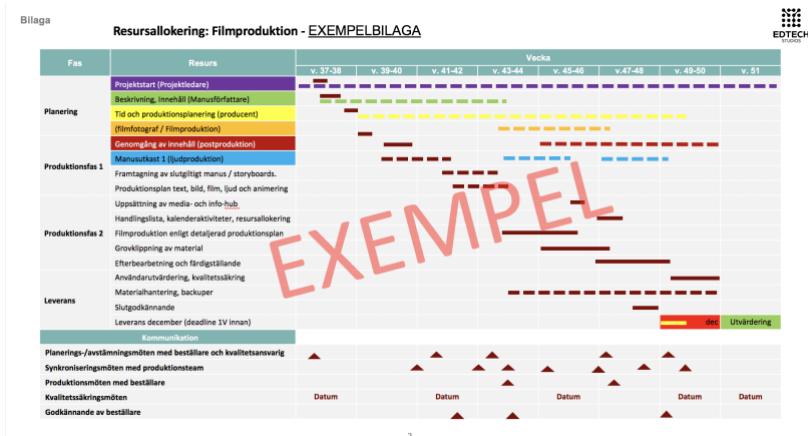 Bilaga
Resursallokering: Filmproduktion - EXEMPELBILAGA
EDTECH
STUDIOS
Fas Resurs Vecka
v. 37-38 v. 39-40 v. 41-42 v. 43-44 v. 45-46 v.47-48 v. 49-50 v. 51
Projektstart (Projektledare)
Beskrivning, Innehåll (Manusförfattare)
Planering Tid och produktionsplanering (producent)
(filmfotograf / Filmproduktion)
Genomgång av innehåll (postproduktion)
Produktionsfas 1 Manusutkast 1 (ljudproduktion)
Framtagning av slutgiltigt manus / storyboards.
Produktionsplan text, bild, film, ljud och animering
Uppsättning av media- och info-hub
Handlingslista, kalenderaktiviteter, resursallokering
Produktionsfas 2 Filmproduktion enligt detaljerad produktionsplan
Grovklippning av material
Efterbearbetning och färdigställande
Användarutvärdering, kvalitetssäkring
Leverans Materialhantering, backuper
Slutgodkännande
Leverans december (deadline 1V innan) dec Utvärdering
EXEMPEL
Kommunikation
Planerings-/avstämningsmöten med beställare och kvalitetsansvarig
Synkroniseringsmöten med produktionsteam
Produktionsmöten med beställare
Kvalitetssäkringsmöten Datum Datum Datum Datum Datum
Godkännande av beställare